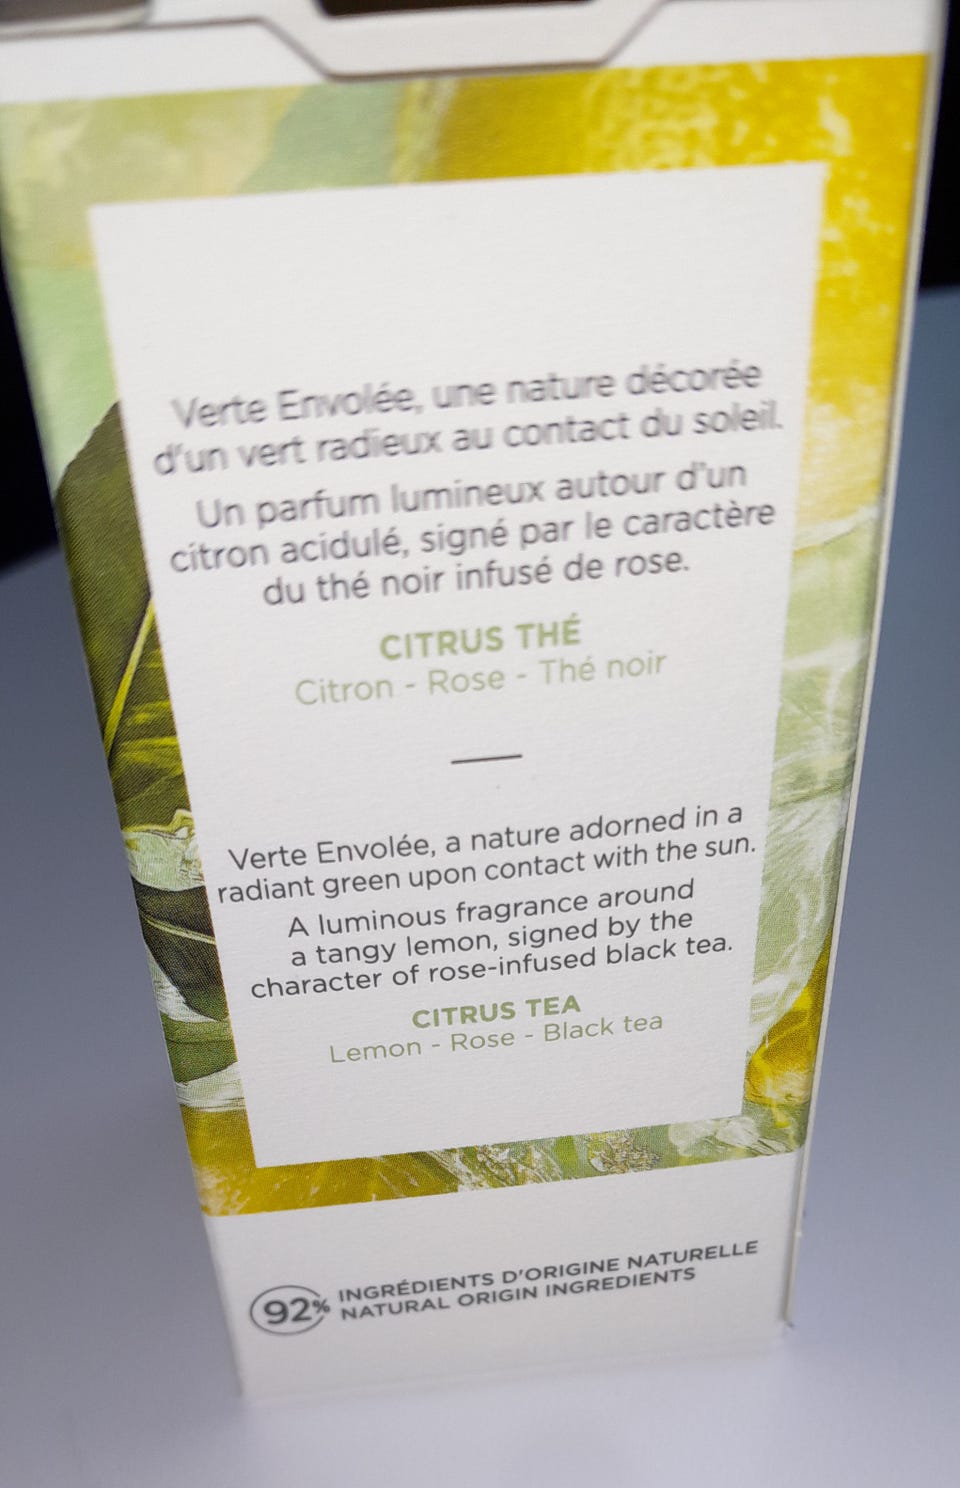 Verte Envolée, une nature décorée
d'un vert radieux au contact du soleil.
Un parfum lumineux autour d'un
citron acidulé, signé par le caractère
du thé noir infusé de rose.
CITRUS THÉ
Citron - Rose - Thé noir
Verte Envolée, a nature adorned in a
radiant green upon contact with the sun.
A luminous fragrance around
a tangy lemon, signed by the
character of rose-infused black tea.
CITRUS TEA
Lemon - Rose - Black tea
92% INGRÉDIENTS D'ORIGINE NATURELLE
NATURAL ORIGIN INGREDIENTS